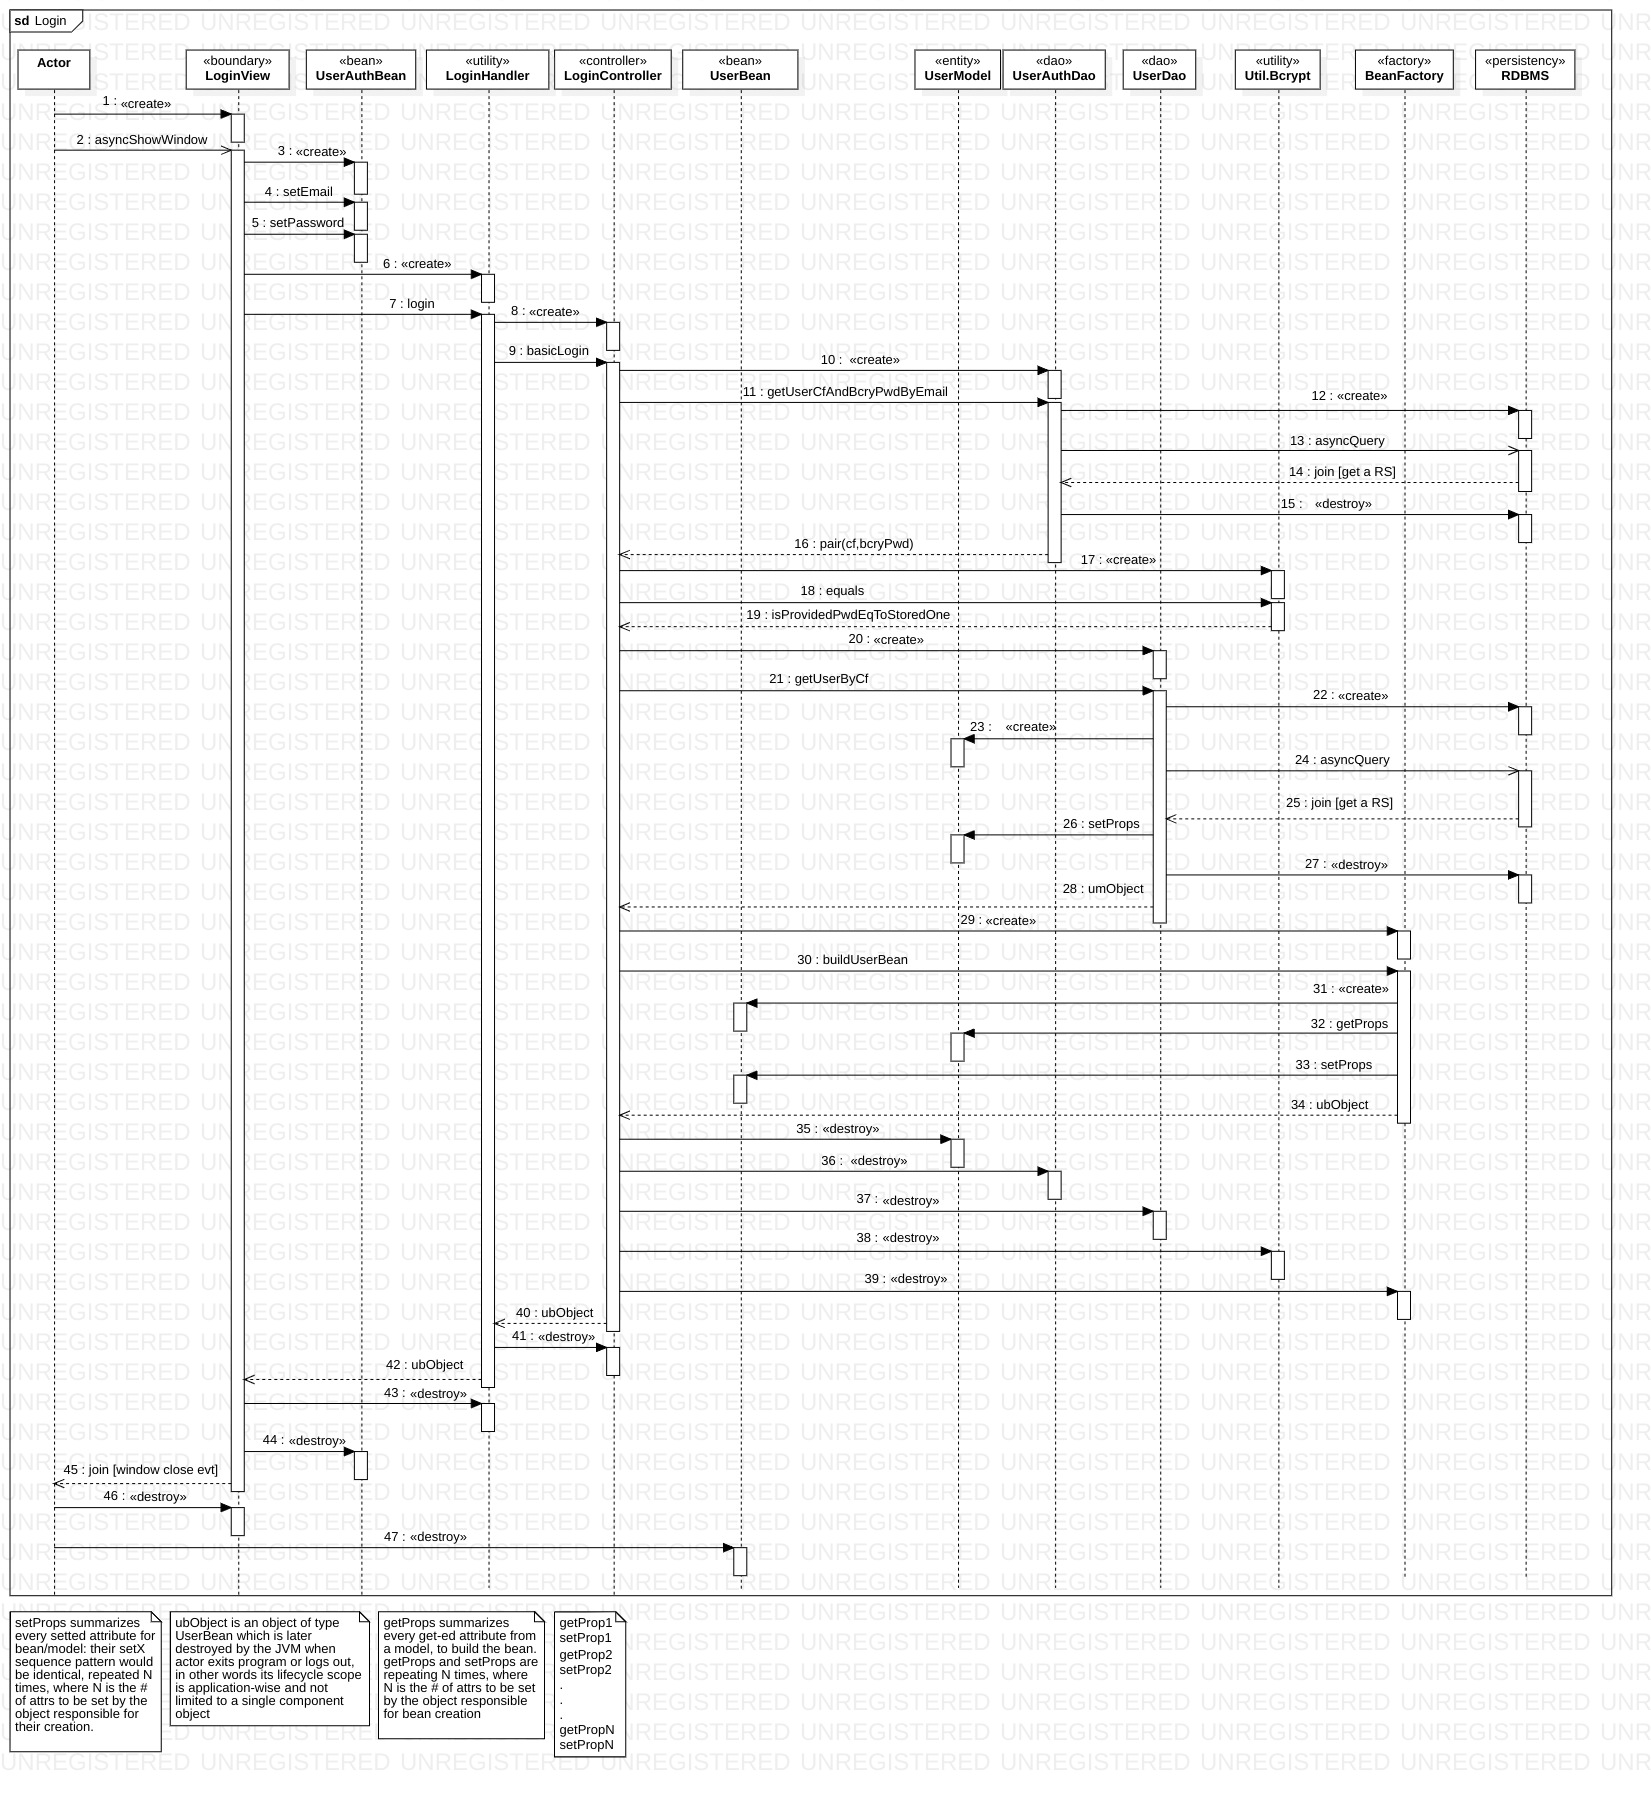 sd Login
Actor
«boundary»
LoginView
«bean»
UserAuthBean
«utility»
LoginHandler
«controller»
LoginController
«bean»
UserBean
«entity»
UserModel
«dao»
UserAuthDao
«dao»
UserDao
«utility»
Util.Bcrypt
«factory»
BeanFactory
«persistency»
RDBMS
1 : «create»
2 : asyncShowWindow
3 : «create»
4 : setEmail
5 : setPassword
6 : «create»
7 : login
8 : «create»
9 : basicLogin
10 : «create»
11 : getUserCfAndBcryPwdByEmail
12 : «create»
13 : asyncQuery
14 : join [get a RS]
15 : «destroy»
16 : pair(cf,bcryPwd)
17 : «create»
18 : equals
19 : isProvidedPwdEqToStoredOne
20 : «create»
21 : getUserByCf
22 : «create»
23 : «create»
24 : asyncQuery
25 : join [get a RS]
26 : setProps
27 : «destroy»
28 : umObject
29 : «create»
30 : buildUserBean
31 : «create»
32 : getProps
33 : setProps
34 : ubObject
35 : «destroy»
36 : «destroy»
37 : «destroy»
38 : «destroy»
39 : «destroy»
40 : ubObject
41 : «destroy»
42 : ubObject
43 : «destroy»
44 : «destroy»
45 : join [window close evt]
46 : «destroy»
47 : «destroy»
setProps summarizes
every setted attribute for
bean/model: their setX
sequence pattern would
be identical, repeated N
times, where N is the #
of attrs to be set by the
object responsible for
their creation.
ubObject is an object of type
UserBean which is later
destroyed by the JVM when
actor exits program or logs out,
in other words its lifecycle scope
is application-wise and not
limited to a single component
object
getProps summarizes
every get-ed attribute from
a model, to build the bean.
getProps and setProps are
repeating N times, where
N is the # of attrs to be set
by the object responsible
for bean creation
getProp1
setProp1
getProp2
setProp2
.
.
.
getPropN
setPropN
UNREGISTERED